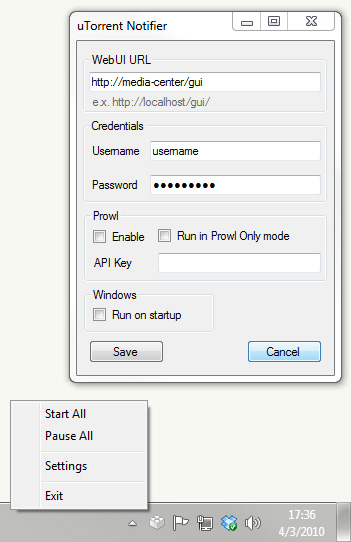 uTorrent Notifier
WebUI URL
http://media-center/gui
e.x. http://localhost/gui/
Credentials
Username username
Password ●●●●●●●●●
Prowl
Enable Run in Prowl Only mode
API Key
Windows
Run on startup
Save Cancel
Start All
Pause All
Settings
Exit
17:36
4/3/2010